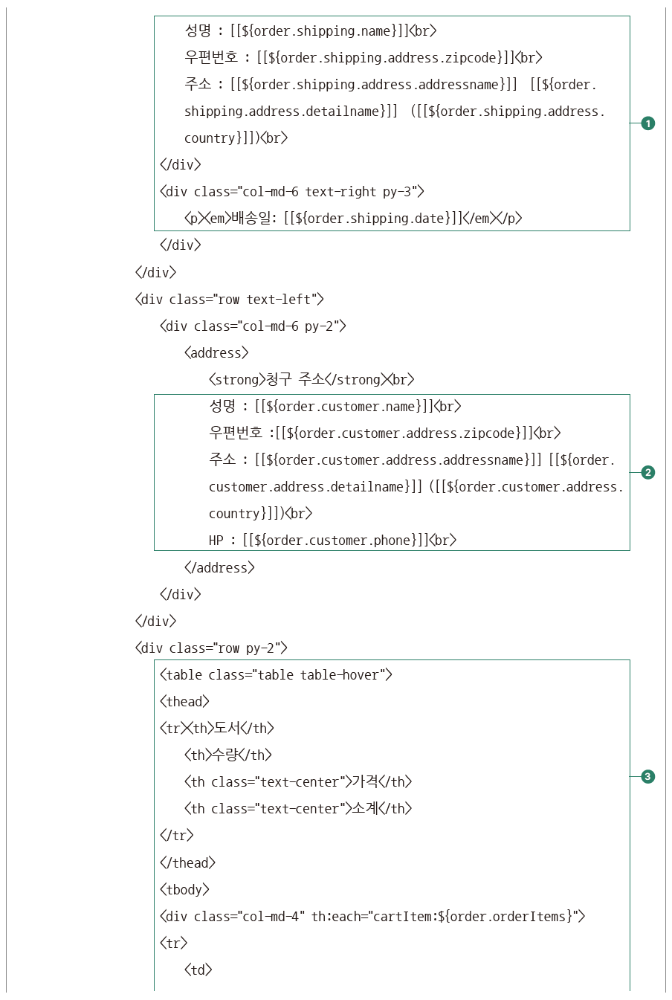 성명 : [[${order.shipping.name}]]<br>
우편번호 : [[${order.shipping.address.zipcode}]]<br>
주소 : [[${order.shipping.address.addressname}]]  [[${order.
shipping.address.detailname}]]  ([[${order.shipping.address.
country}]])<br>
❶
</div>
<div class="col-md-6 text-right py-3">
<p><em>배송일: [[${order.shipping.date}]]</em></p>
</div>
</div>
<div class="row text-left">
<div class="col-md-6 py-2">
<address>
<strong>청구 주소</strong><br>
성명 : [[${order.customer.name}]]<br>
우편번호 :[[${order.customer.address.zipcode}]]<br>
주소 : [[${order.customer.address.addressname}]] [[${order.
❷
customer.address.detailname}]] ([[${order.customer.address.
country}]])<br>
HP : [[${order.customer.phone}]]<br>
</address>
</div>
</div>
<div class="row py-2">
<table class="table table-hover">
<thead>
<tr><th>도서</th>
<th>수량</th>
<th class="text-center">가격</th>
❸
<th class="text-center">소계</th>
</tr>
</thead>
<tbody>
<div class="col-md-4" th:each="cartItem:${order.orderItems}">
<tr>
<td>